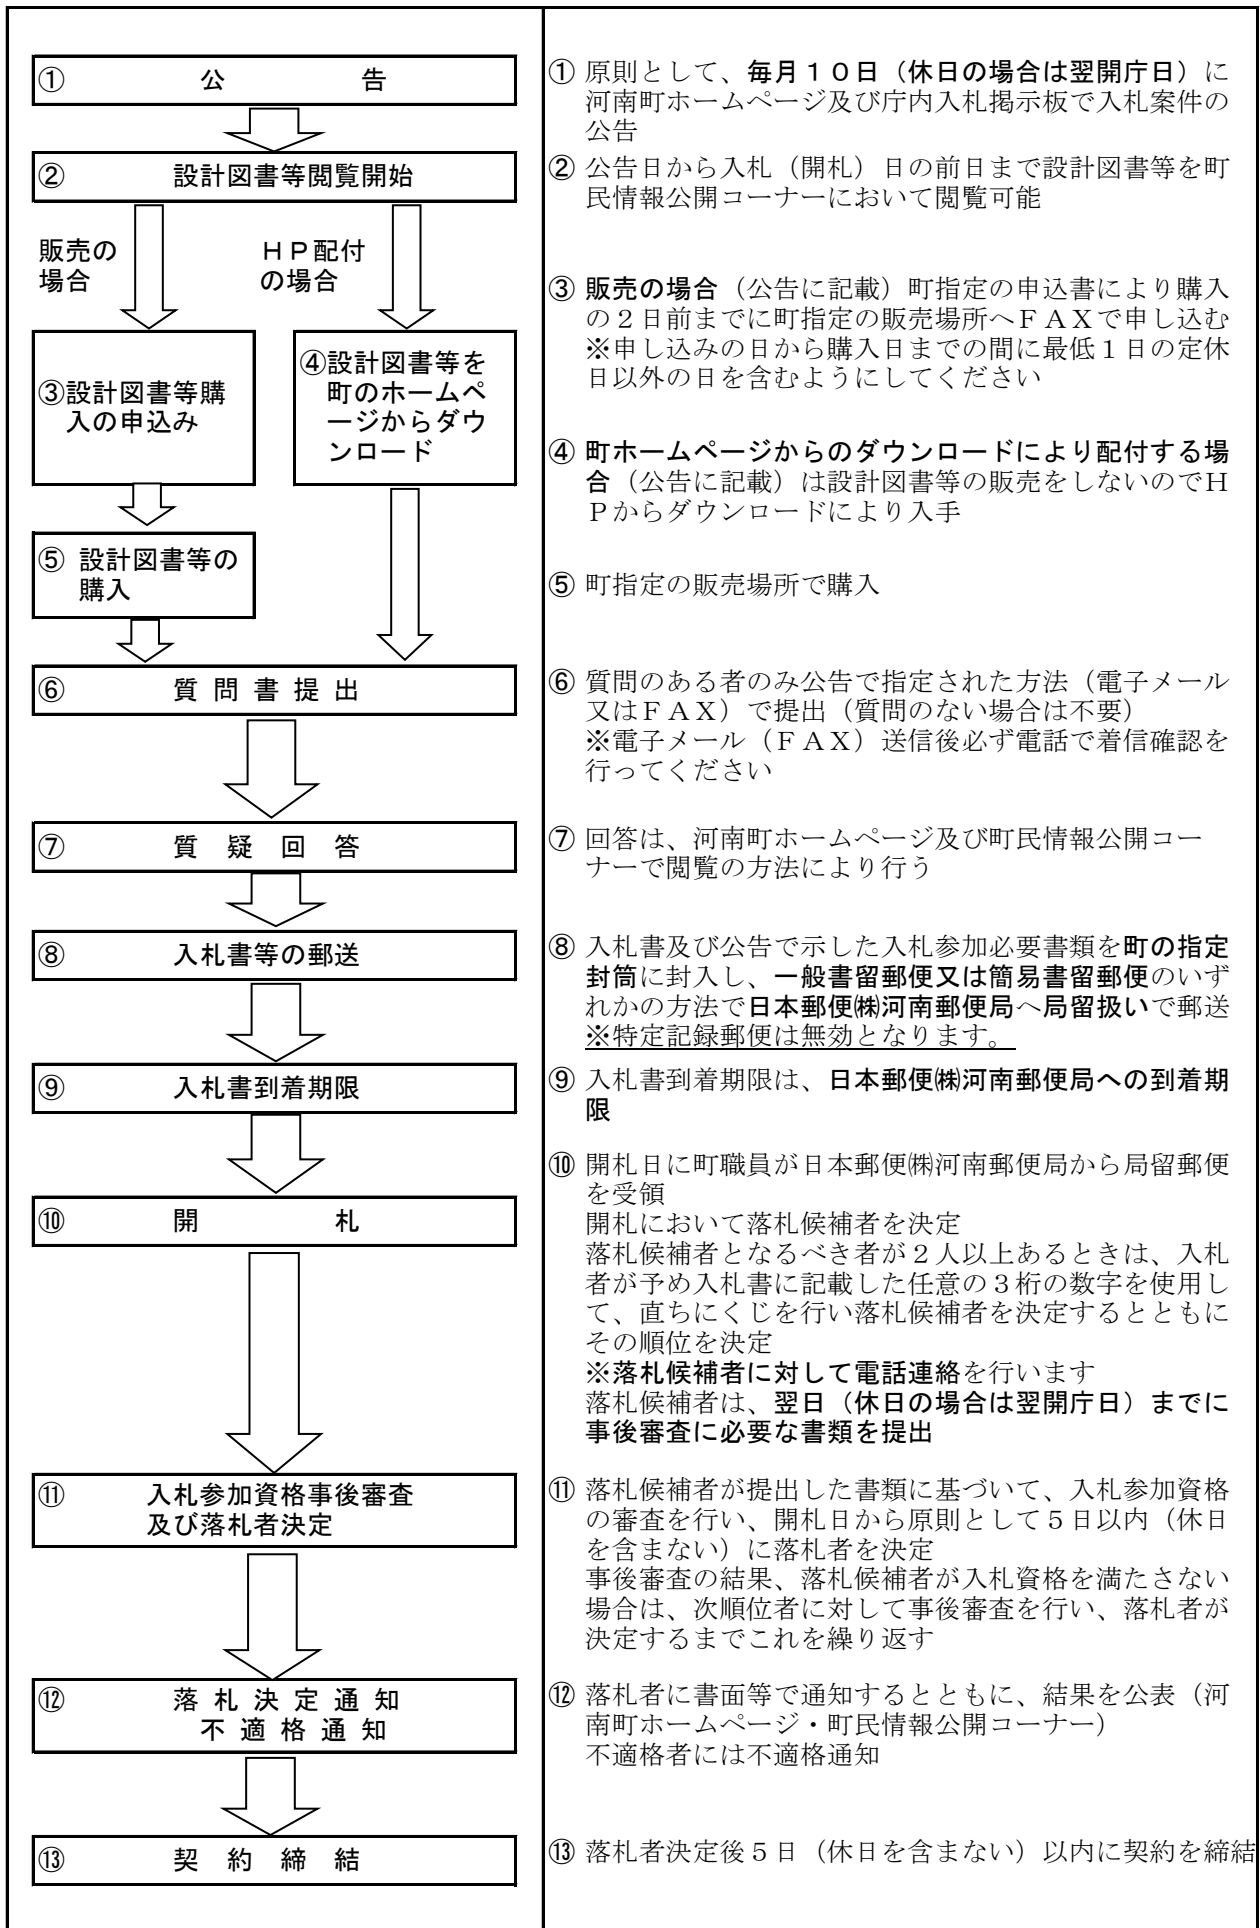 ① 公 告
② 設計図書等閲覧開始
販売の
場合
ＨＰ配付
の場合
③設計図書等購
入の申込み
④設計図書等を
町のホームペ
ージからダウ
ンロード
⑤ 設計図書等の
購入
⑥ 質 問 書 提 出
⑦ 質 疑 回 答
⑧ 入札書等の郵送
⑨ 入札書到着期限
⑩ 開 札
⑪ 入札参加資格事後審査
及び落札者決定
⑫ 落 札 決 定 通 知
不 適 格 通 知
⑬ 契 約 締 結
① 原則として、毎月１０日（休日の場合は翌開庁日）に
河南町ホームページ及び庁内入札掲示板で入札案件の
公告
② 公告日から入札（開札）日の前日まで設計図書等を町
民情報公開コーナーにおいて閲覧可能
③ 販売の場合（公告に記載）町指定の申込書により購入
の２日前までに町指定の販売場所へＦＡＸで申し込む
※申し込みの日から購入日までの間に最低１日の定休
日以外の日を含むようにしてください
④ 町ホームページからのダウンロードにより配付する場
合（公告に記載）は設計図書等の販売をしないのでＨ
Ｐからダウンロードにより入手
⑤ 町指定の販売場所で購入
⑥ 質問のある者のみ公告で指定された方法（電子メール
又はＦＡＸ）で提出（質問のない場合は不要）
※電子メール（ＦＡＸ）送信後必ず電話で着信確認を
行ってください
⑦ 回答は、河南町ホームページ及び町民情報公開コー
ナーで閲覧の方法により行う
⑧ 入札書及び公告で示した入札参加必要書類を町の指定
封筒に封入し、一般書留郵便又は簡易書留郵便のいず
れかの方法で日本郵便㈱河南郵便局へ局留扱いで郵送
※特定記録郵便は無効となります。
⑨ 入札書到着期限は、日本郵便㈱河南郵便局への到着期
限
⑩ 開札日に町職員が日本郵便㈱河南郵便局から局留郵便
を受領
開札において落札候補者を決定
落札候補者となるべき者が２人以上あるときは、入札
者が予め入札書に記載した任意の３桁の数字を使用し
て、直ちにくじを行い落札候補者を決定するとともに
その順位を決定
※落札候補者に対して電話連絡を行います
落札候補者は、翌日（休日の場合は翌開庁日）までに
事後審査に必要な書類を提出
⑪ 落札候補者が提出した書類に基づいて、入札参加資格
の審査を行い、開札日から原則として５日以内（休日
を含まない）に落札者を決定
事後審査の結果、落札候補者が入札資格を満たさない
場合は、次順位者に対して事後審査を行い、落札者が
決定するまでこれを繰り返す
⑫ 落札者に書面等で通知するとともに、結果を公表（河
南町ホームページ・町民情報公開コーナー）
不適格者には不適格通知
⑬ 落札者決定後５日（休日を含まない）以内に契約を締結